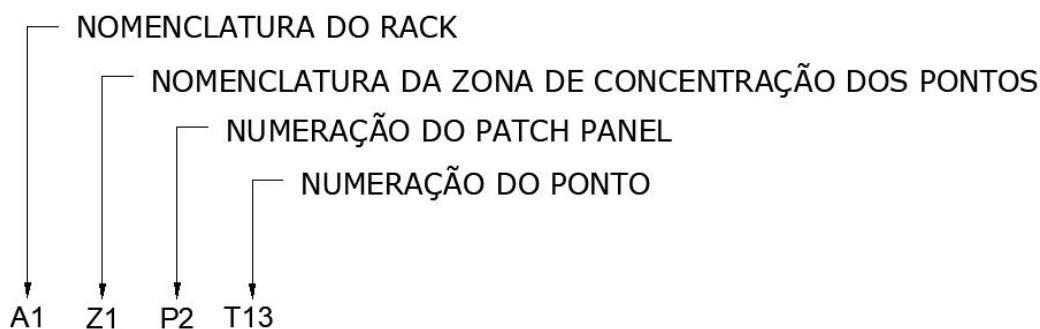 NOMENCLATURA DO RACK
NOMENCLATURA DA ZONA DE CONCENTRAÇÃO DOS PONTOS
NUMERAÇÃO DO PATCH PANEL
NUMERAÇÃO DO PONTO
A1 Z1 P2 T13